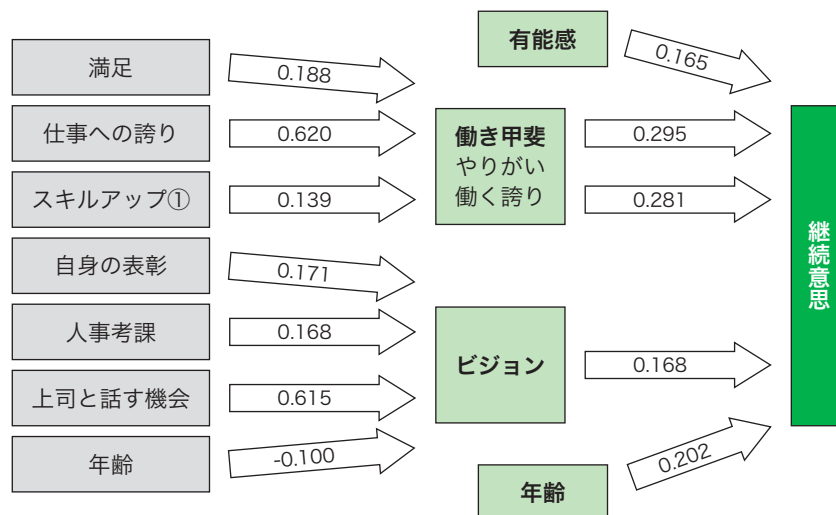 満足
仕事への誇り
スキルアップ①
自身の表彰
人事考課
上司と話す機会
年齢
0.188
0.620
0.139
0.171
0.168
0.615
-0.100
有能感
働き甲斐
やりがい
働く誇り
ビジョン
年齢
0.165
0.295
0.281
0.168
0.202
継続意思